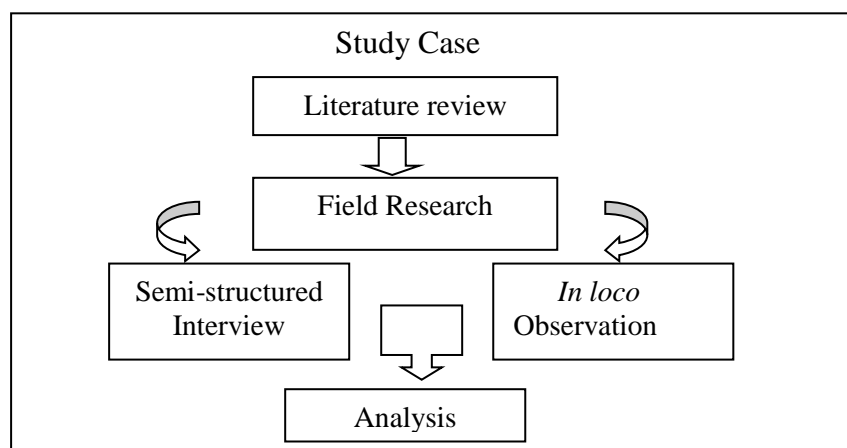 Study Case
Literature review
Field Research
Semi-structured
Interview
In loco
Observation
Analysis